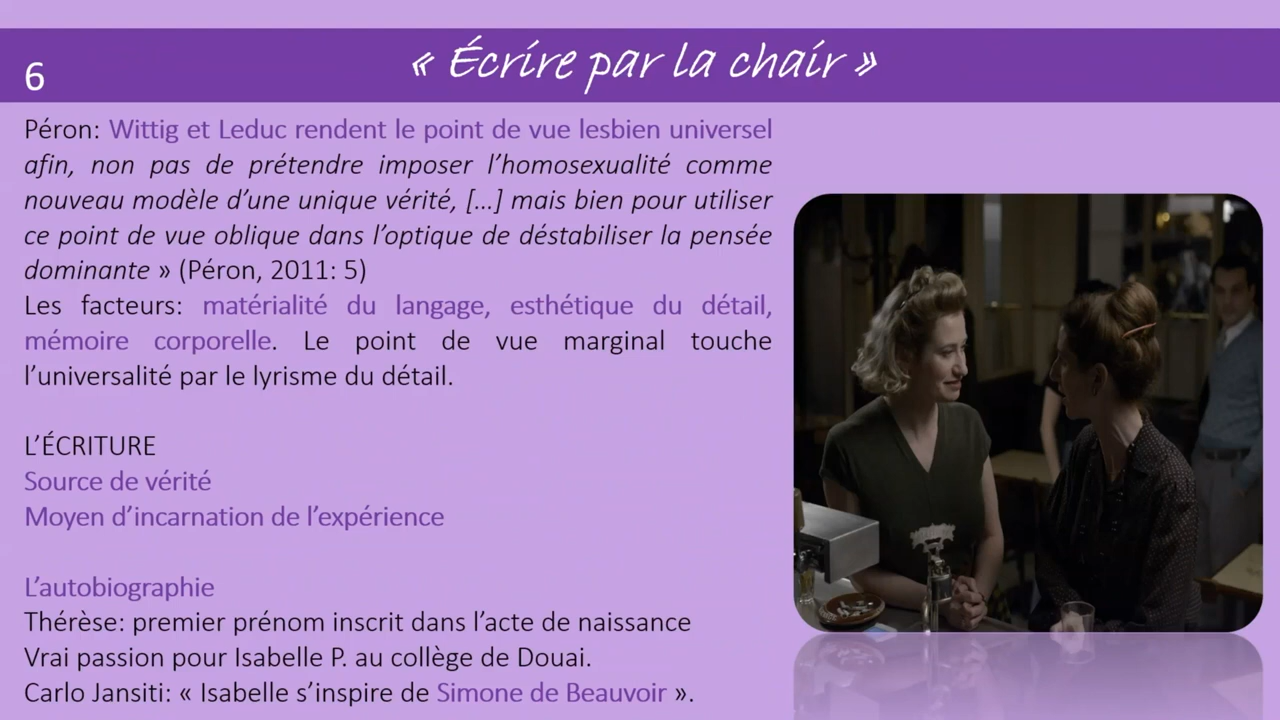 6
« Écrire par la chair »
Péron: Wittig et Leduc rendent le point de vue lesbien universel
afin, non pas de prétendre imposer l’homosexualité comme
nouveau modèle d’une unique vérité, […] mais bien pour utiliser
ce point de vue oblique dans l’optique de déstabiliser la pensée
dominante » (Péron, 2011: 5)
Les facteurs: matérialité du langage, esthétique du détail,
mémoire corporelle. Le point de vue marginal touche
l’universalité par le lyrisme du détail.
L’ÉCRITURE
Source de vérité
Moyen d’incarnation de l’expérience
L’autobiographie
Thérèse: premier prénom inscrit dans l’acte de naissance
Vrai passion pour Isabelle P. au collège de Douai.
Carlo Jansiti: « Isabelle s’inspire de Simone de Beauvoir ».